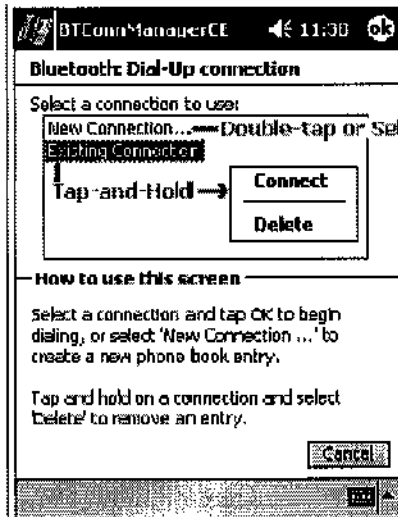 BTConnManagerCE 11:38 ok
Bluetooth: Dial-Up connection
Select a connection to use:
New Connection... Double-tap or Sel
Existing Connection
Tap-and-Hold Connect
Delete
How to use this screen
Select a connection and tap OK to begin
dialing, or select 'New Connection ...' to
create a new phone book entry.
Tap and hold on a connection and select
'Delete' to remove an entry.
Cancel